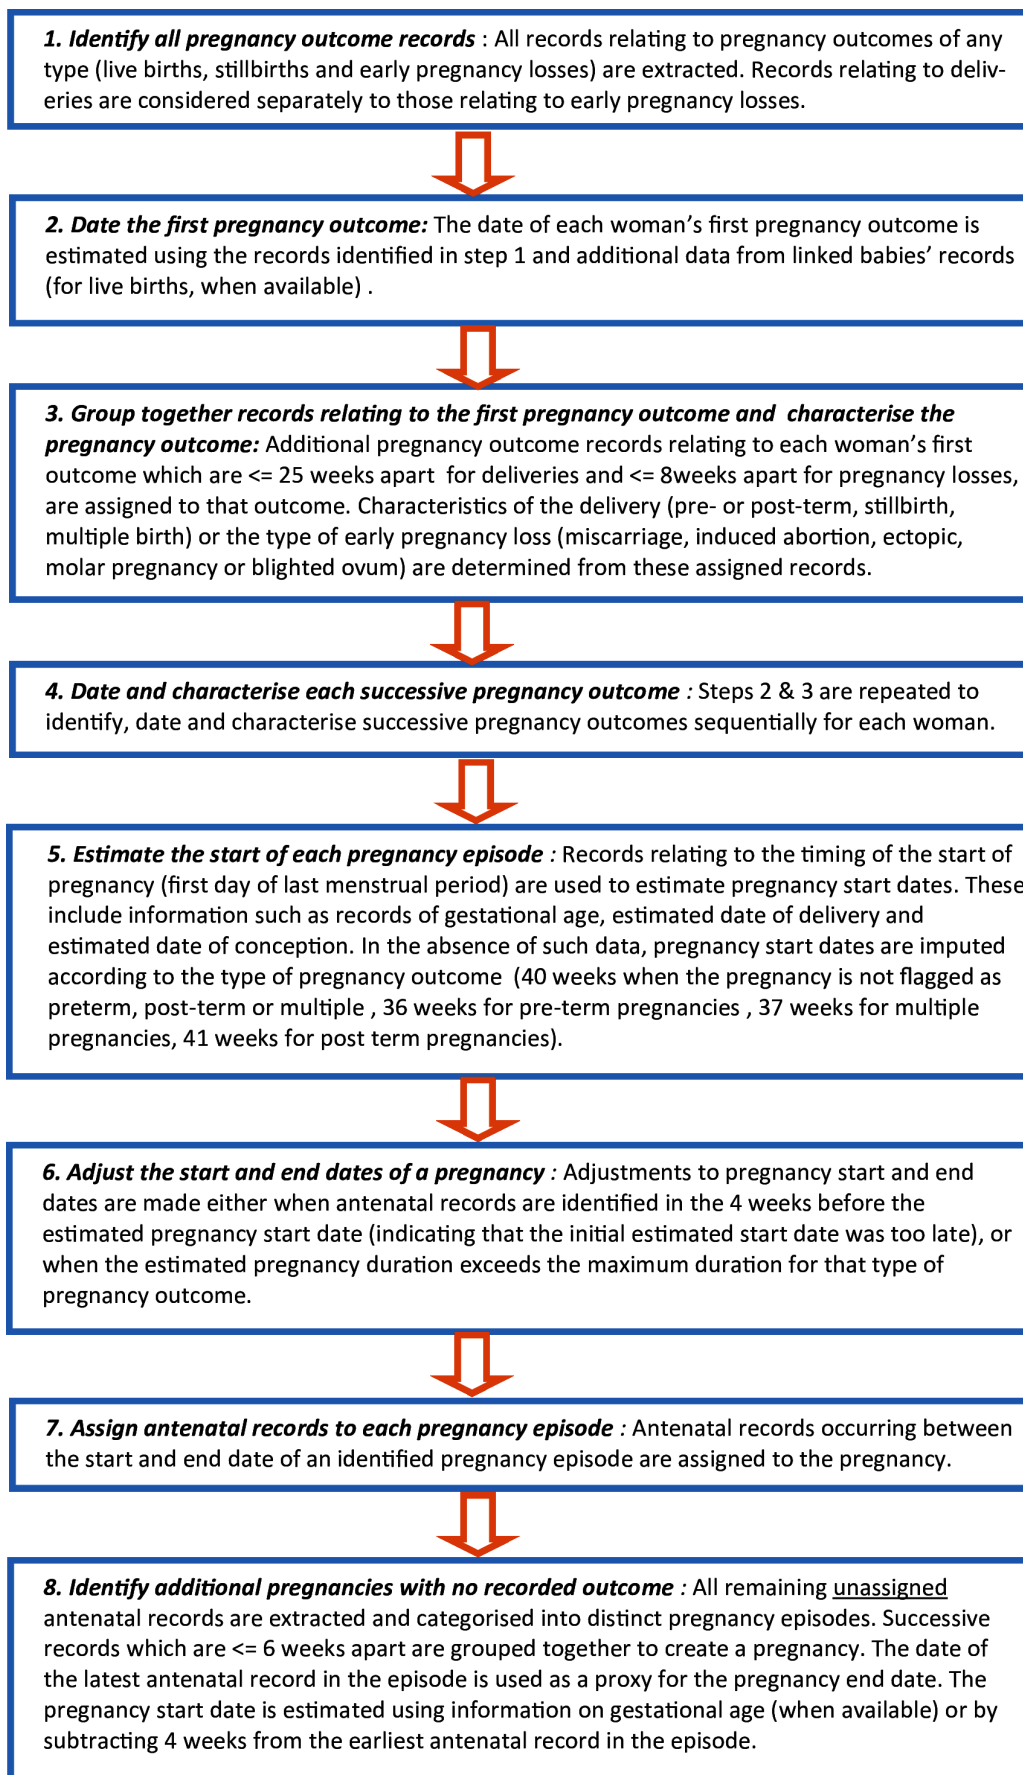 1. Identify all pregnancy outcome records : All records relating to pregnancy outcomes of any
type (live births, stillbirths and early pregnancy losses) are extracted. Records relating to deliv-
eries are considered separately to those relating to early pregnancy losses.
2. Date the first pregnancy outcome: The date of each woman’s first pregnancy outcome is
estimated using the records identified in step 1 and additional data from linked babies’ records
(for live births, when available) .
3. Group together records relating to the first pregnancy outcome and  characterise the
pregnancy outcome: Additional pregnancy outcome records relating to each woman’s first
outcome which are <= 25 weeks apart  for deliveries and <= 8weeks apart for pregnancy losses,
are assigned to that outcome. Characteristics of the delivery (pre- or post-term, stillbirth,
multiple birth) or the type of early pregnancy loss (miscarriage, induced abortion, ectopic,
molar pregnancy or blighted ovum) are determined from these assigned records.
4. Date and characterise each successive pregnancy outcome : Steps 2 & 3 are repeated to
identify, date and characterise successive pregnancy outcomes sequentially for each woman.
5. Estimate the start of each pregnancy episode : Records relating to the timing of the start of
pregnancy (first day of last menstrual period) are used to estimate pregnancy start dates. These
include information such as records of gestational age, estimated date of delivery and
estimated date of conception. In the absence of such data, pregnancy start dates are imputed
according to the type of pregnancy outcome  (40 weeks when the pregnancy is not flagged as
preterm, post-term or multiple , 36 weeks for pre-term pregnancies , 37 weeks for multiple
pregnancies, 41 weeks for post term pregnancies).
6. Adjust the start and end dates of a pregnancy : Adjustments to pregnancy start and end
dates are made either when antenatal records are identified in the 4 weeks before the
estimated pregnancy start date (indicating that the initial estimated start date was too late), or
when the estimated pregnancy duration exceeds the maximum duration for that type of
pregnancy outcome.
7. Assign antenatal records to each pregnancy episode : Antenatal records occurring between
the start and end date of an identified pregnancy episode are assigned to the pregnancy.
8. Identify additional pregnancies with no recorded outcome : All remaining unassigned
antenatal records are extracted and categorised into distinct pregnancy episodes. Successive
records which are <= 6 weeks apart are grouped together to create a pregnancy. The date of
the latest antenatal record in the episode is used as a proxy for the pregnancy end date. The
pregnancy start date is estimated using information on gestational age (when available) or by
subtracting 4 weeks from the earliest antenatal record in the episode.